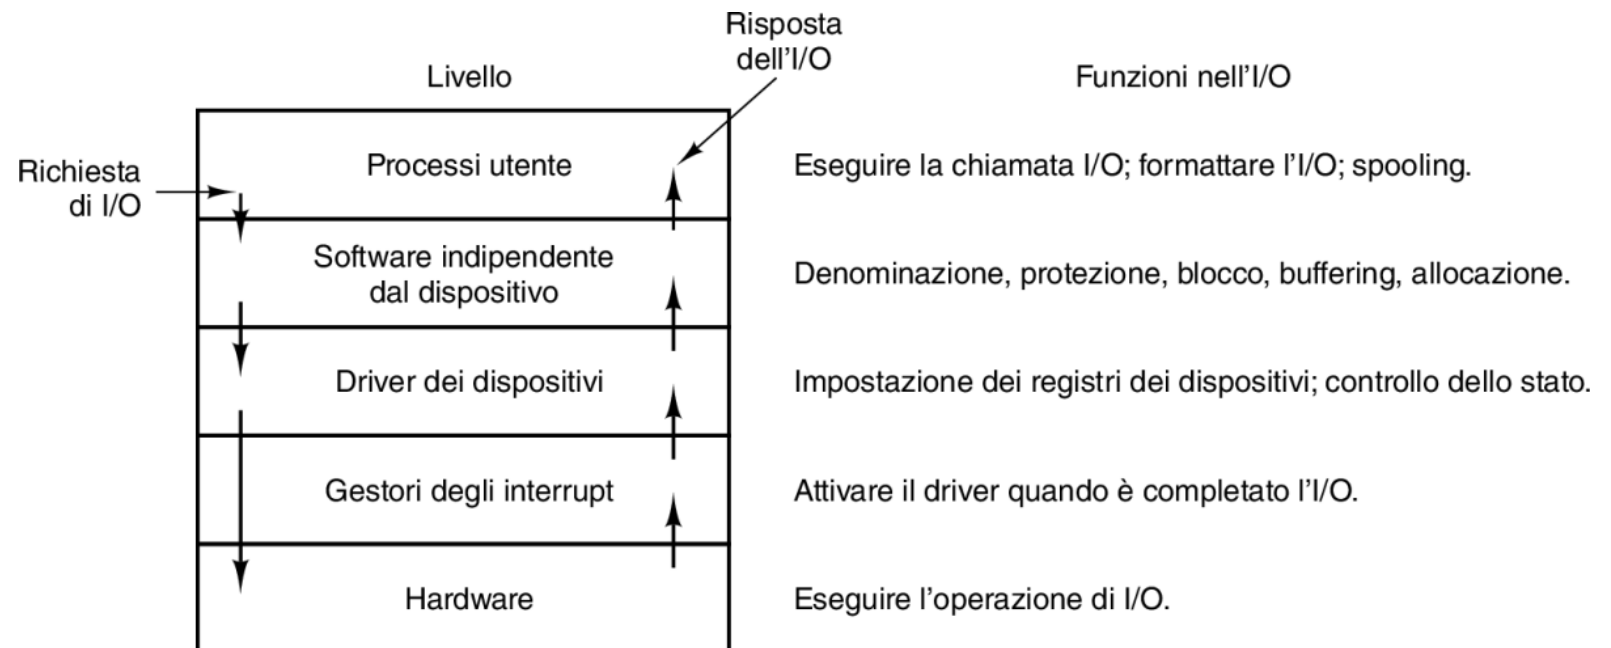 Risposta
dell'I/O
Livello
Funzioni nell'I/O
Richiesta
di I/O
Processi utente
Eseguire la chiamata I/O; formattare l'I/O; spooling.
Software indipendente
dal dispositivo
Denominazione, protezione, blocco, buffering, allocazione.
Driver dei dispositivi
Impostazione dei registri dei dispositivi; controllo dello stato.
Gestori degli interrupt
Attivare il driver quando è completato l'I/O.
Hardware
Eseguire l'operazione di I/O.